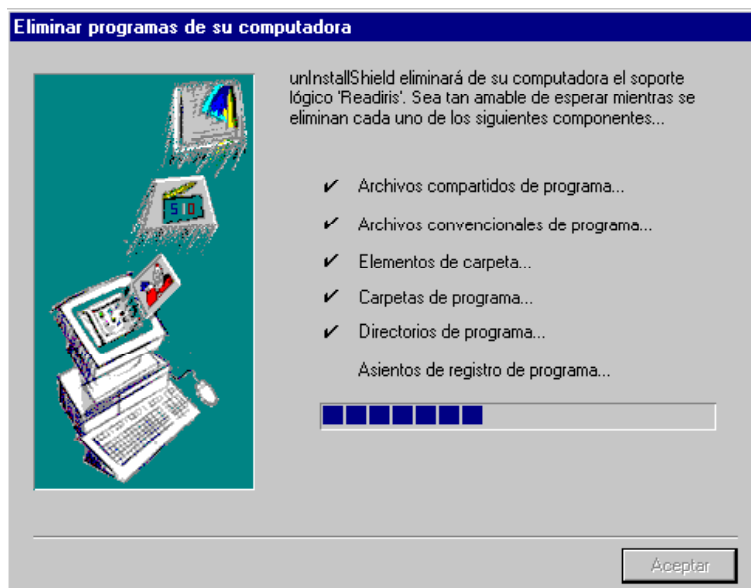 Eliminar programas de su computadora
unInstallShield eliminará de su computadora el soporte
lógico 'Readiris'. Sea tan amable de esperar mientras se
eliminan cada uno de los siguientes componentes...
✔ Archivos compartidos de programa...
✔ Archivos convencionales de programa...
✔ Elementos de carpeta...
✔ Carpetas de programa...
✔ Directorios de programa...
Asientos de registro de programa...
Aceptar